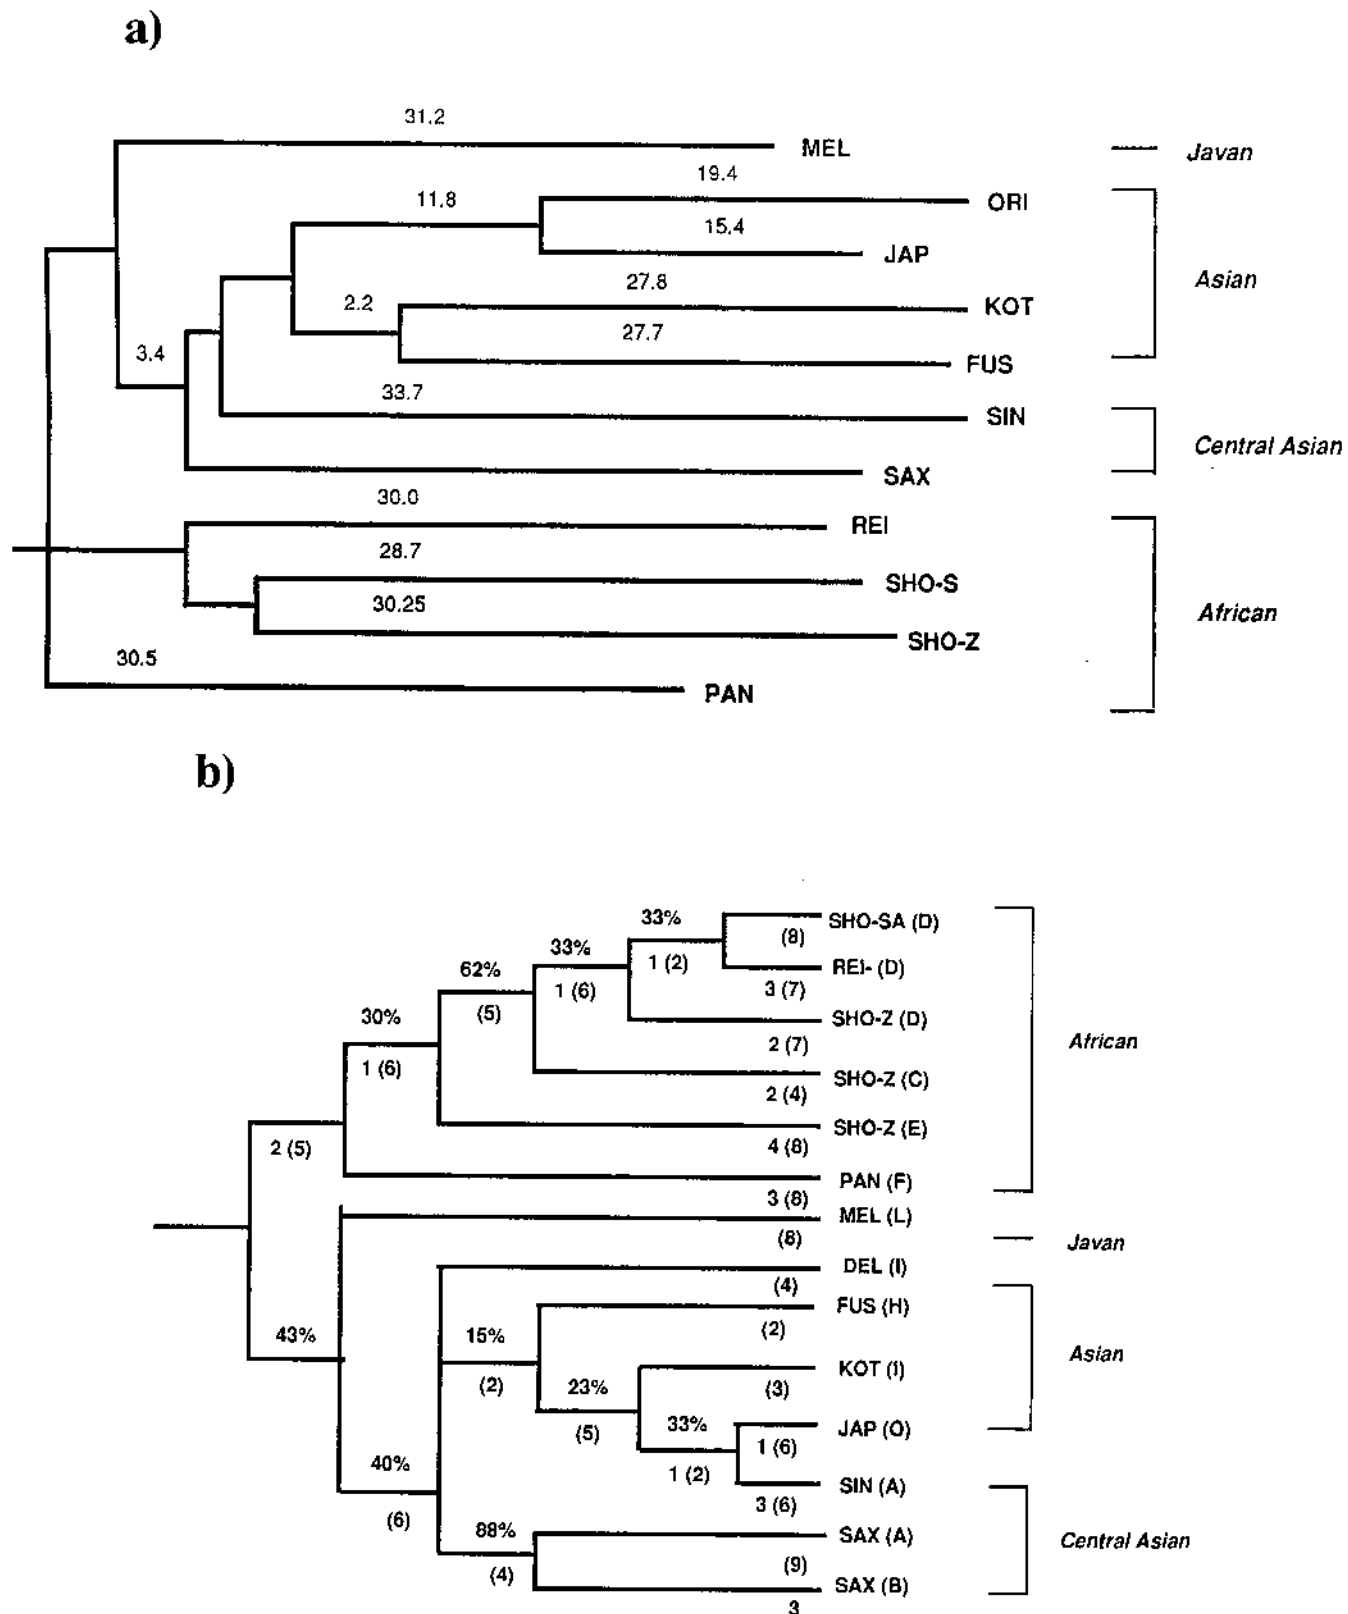 a)
31.2
MEL
Javan
19.4
11.8
ORI
15.4
JAP
Asian
27.8
2.2
KOT
27.7
3.4
FUS
33.7
SIN
Central Asian
SAX
30.0
REI
28.7
SHO-S
30.25
African
SHO-Z
30.5
PAN
b)
33%
SHO-SA (D)
(8)
33%
1 (2)
REI- (D)
62%
1 (6)
3 (7)
(5)
SHO-Z (D)
30%
2 (7)
African
1 (6)
SHO-Z (C)
2 (4)
SHO-Z (E)
2 (5)
4 (8)
PAN (F)
3 (8)
MEL (L)
(8)
Javan
DEL (I)
(4)
FUS (H)
43%
15%
(2)
Asian
(2)
23%
KOT (I)
(3)
(5)
33%
JAP (O)
1 (6)
40%
1 (2)
SIN (A)
3 (6)
(6)
88%
SAX (A)
Central Asian
(4)
(9)
SAX (B)
3